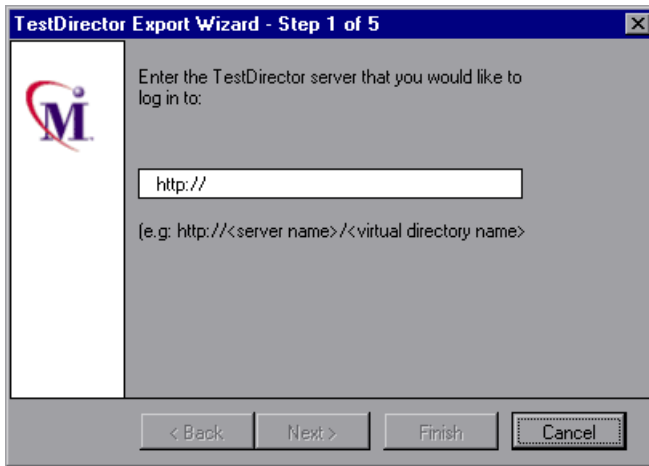 TestDirector Export Wizard - Step 1 of 5
Enter the TestDirector server that you would like to
log in to:
M
http://
(e.g: http://<server name>/<virtual directory name>
< Back
Next >
Finish
Cancel